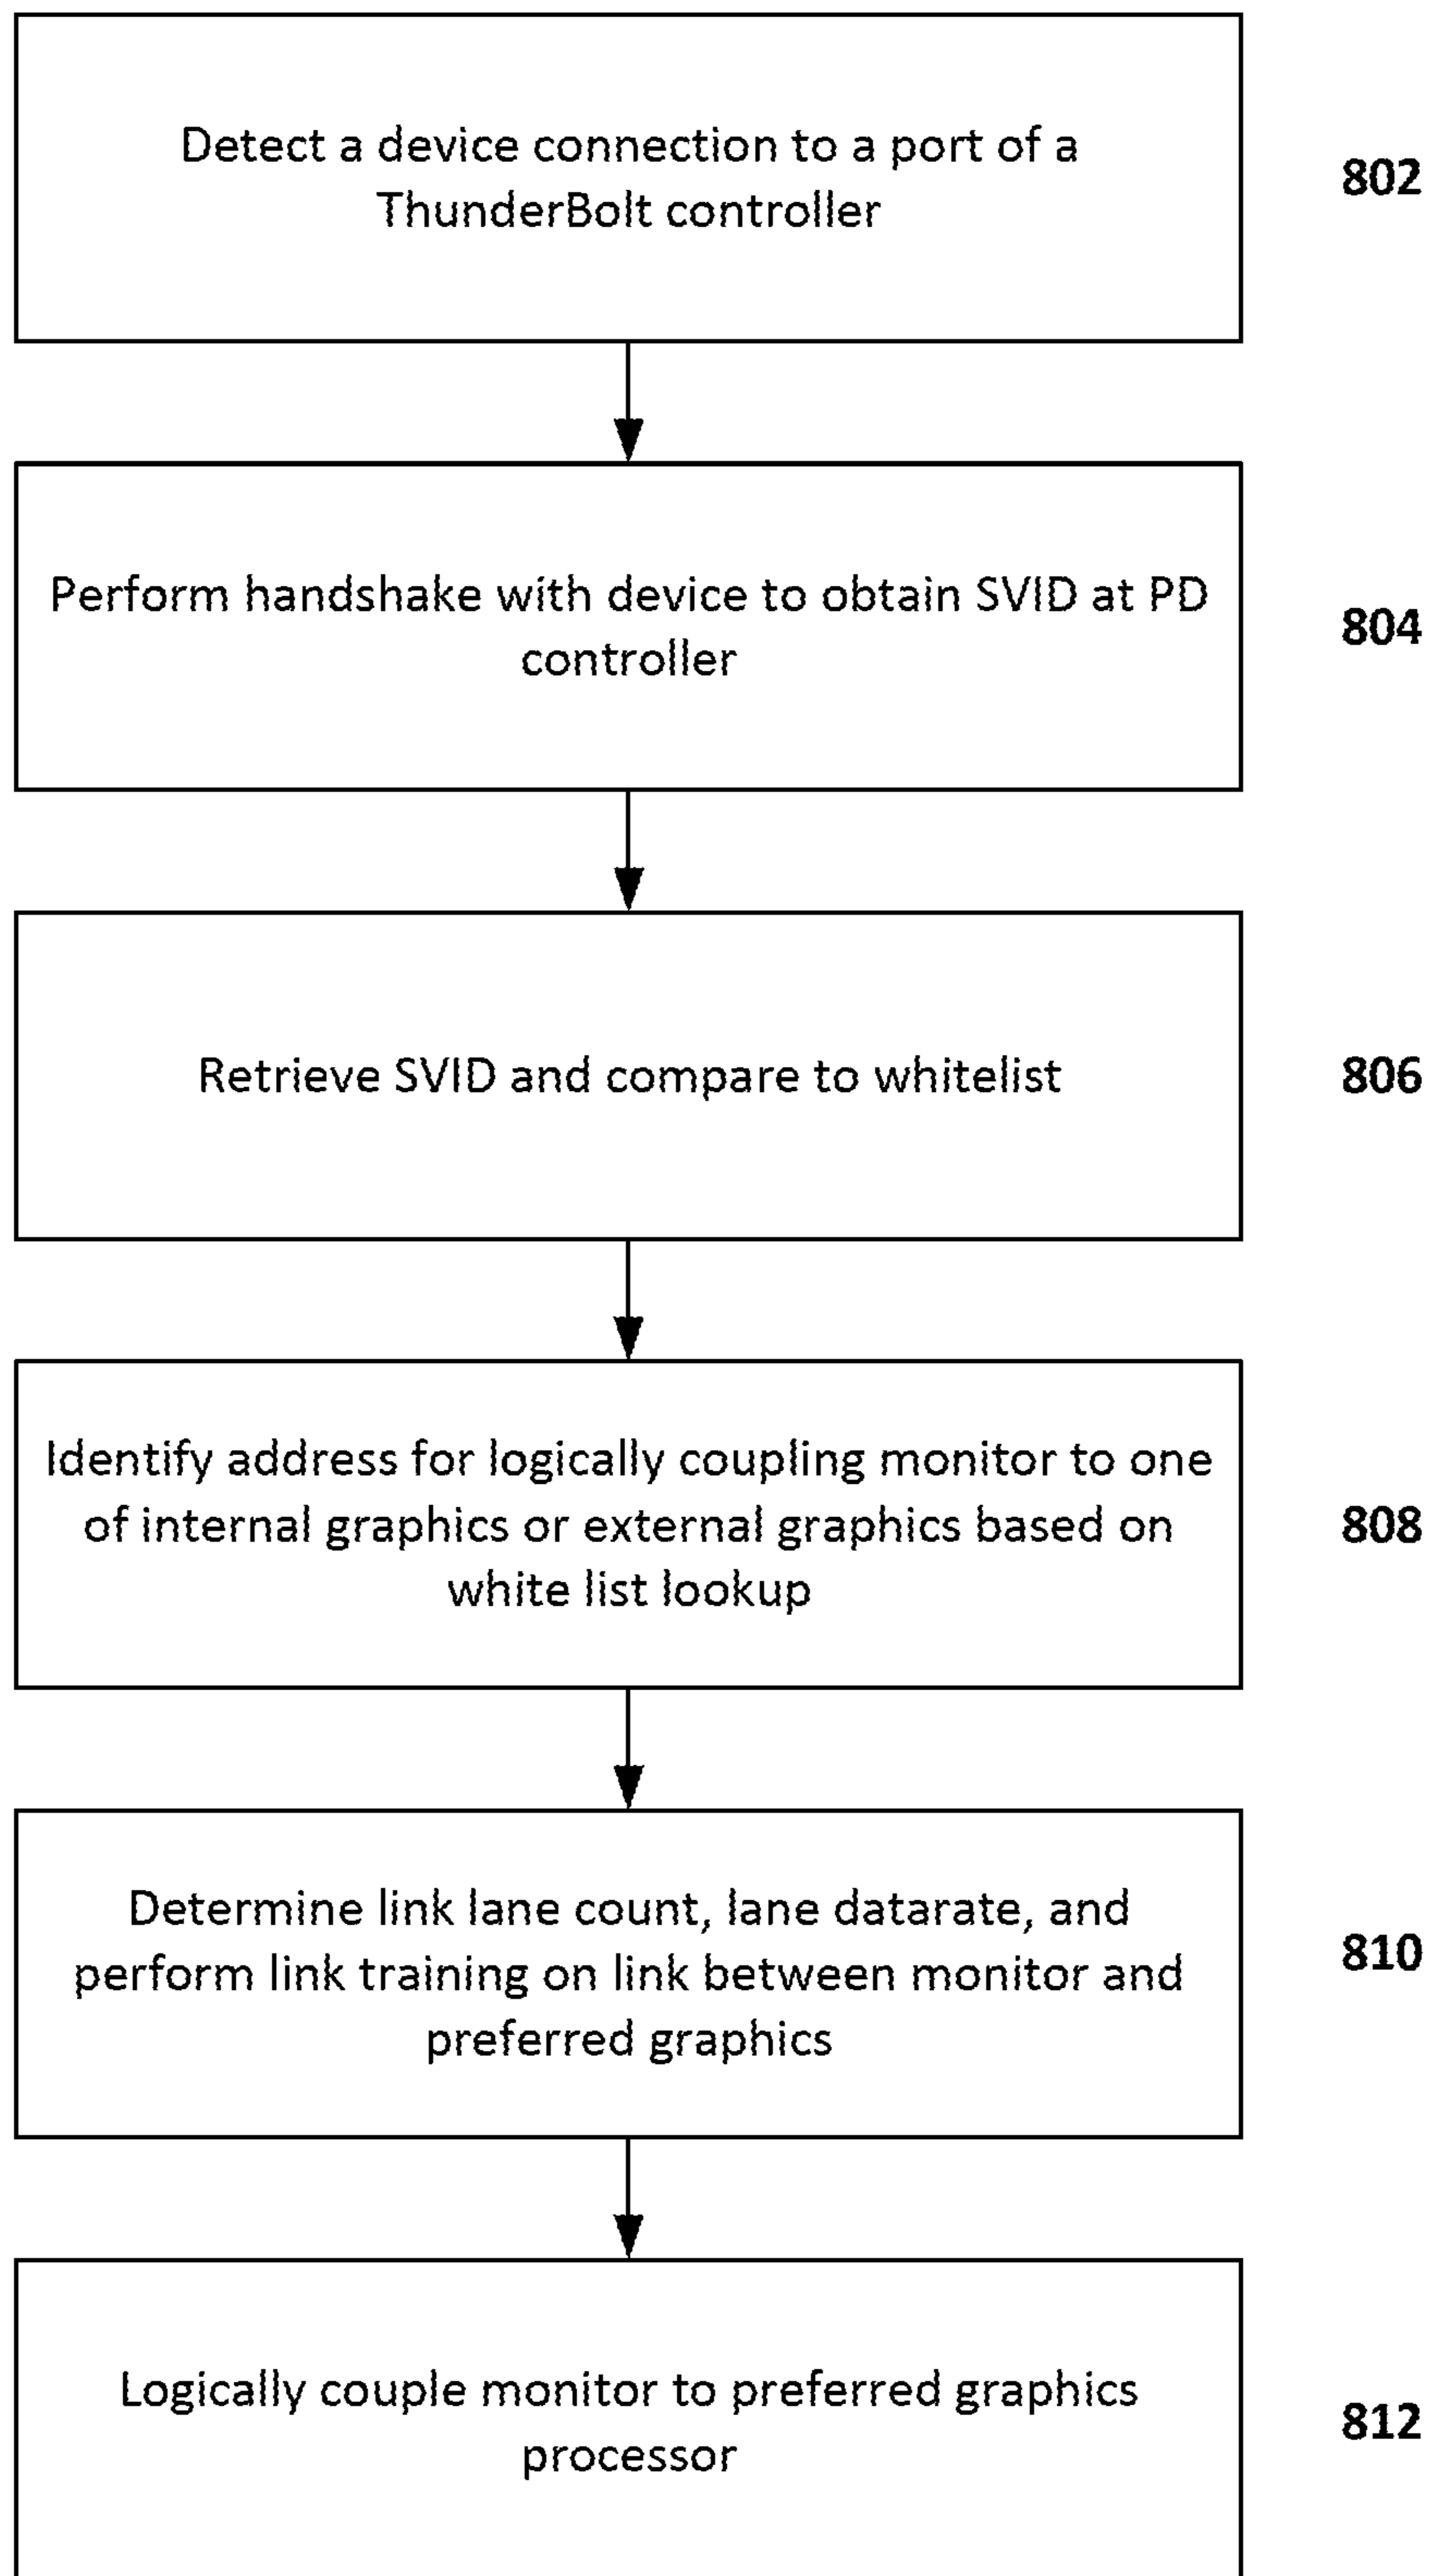 Detect a device connection to a port of a
ThunderBolt controller
802
Perform handshake with device to obtain SVID at PD
controller
804
Retrieve SVID and compare to whitelist
806
Identify address for logically coupling monitor to one
of internal graphics or external graphics based on
white list lookup
808
Determine link lane count, lane datarate, and
perform link training on link between monitor and
preferred graphics
810
Logically couple monitor to preferred graphics
processor
812